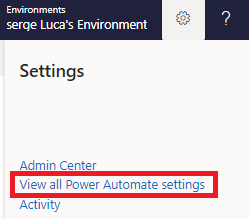 Environments
serge Luca's Environment
?
Settings
Admin Center
View all Power Automate settings
Activity